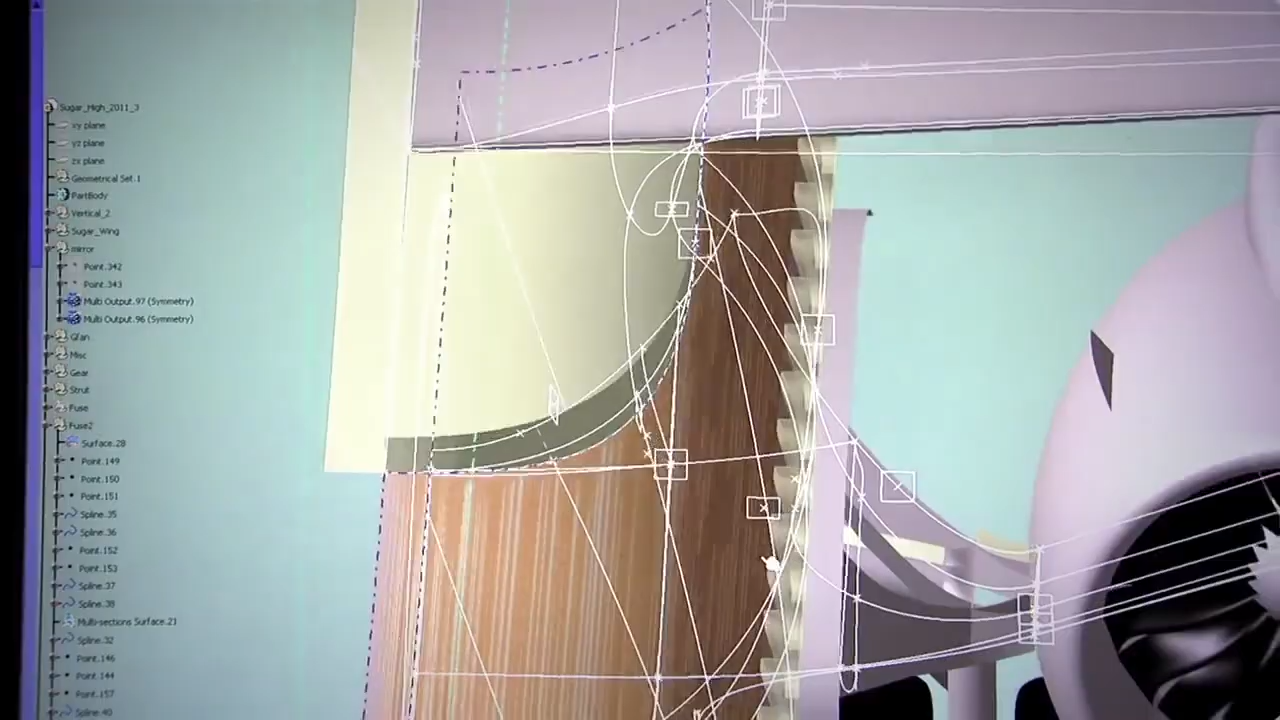 Sugar_High_2011_3
xy plane
yz plane
zx plane
Geometrical Set.1
PartBody
Vertical_2
Sugar_Wing
mirror
Point.342
Point.343
Multi Output.97 (Symmetry)
Multi Output.96 (Symmetry)
Gfan
Misc
Gear
Strut
Fuse
Fuse2
Surface.28
Point.149
Point.150
Point.151
Spline.35
Spline.36
Point.152
Point.153
Spline.37
Spline.38
Multi-sections Surface.21
Spline.32
Point.146
Point.144
Point.157
Spline.40